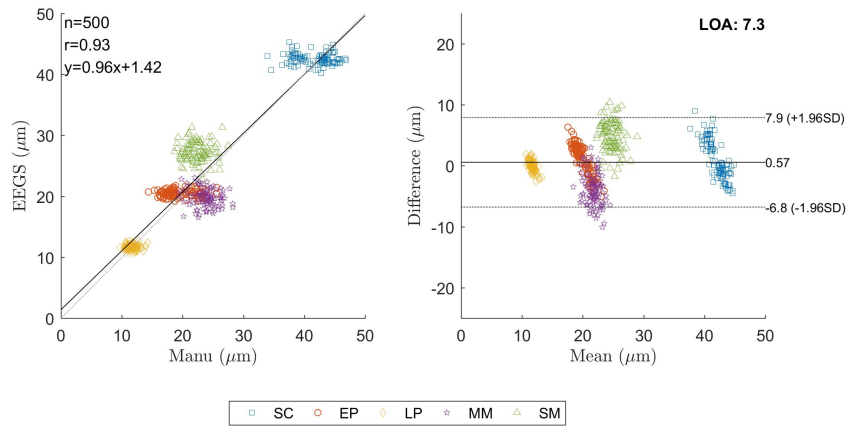 n=500
r=0.93
y=0.96x+1.42
50
40
30
20
10
0
EEGS (μm)
0 10 20 30 40 50
Manu (μm)
LOA: 7.3
20
10
0
-10
-20
Difference (μm)
7.9 (+1.96SD)
0.57
-6.8 (-1.96SD)
0 10 20 30 40 50
Mean (μm)
SC EP LP MM SM